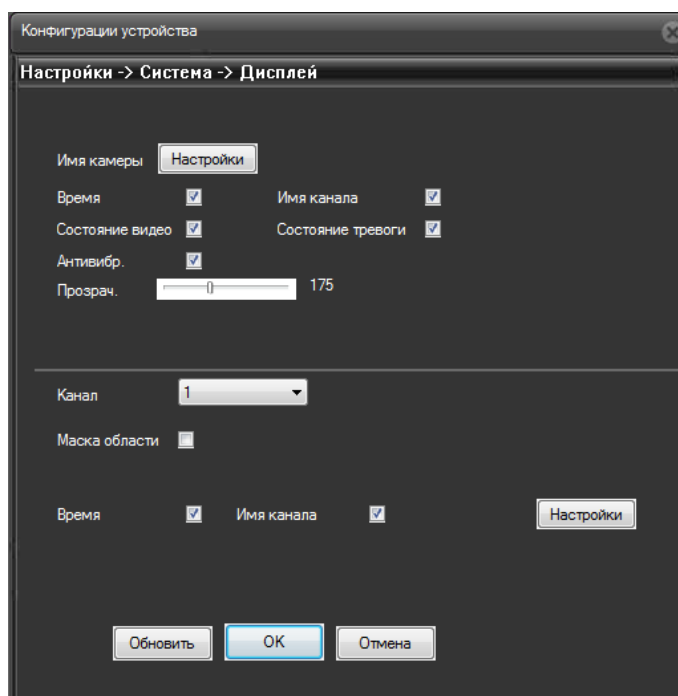 Конфигурации устройства
Настройки -> Система -> Дисплей
Имя камеры Настройки
Время Имя канала
Состояние видео Состояние тревоги
Антивибр.
Прозрач. 175
Канал 1
Маска области
Время Имя канала Настройки
Обновить OK Отмена